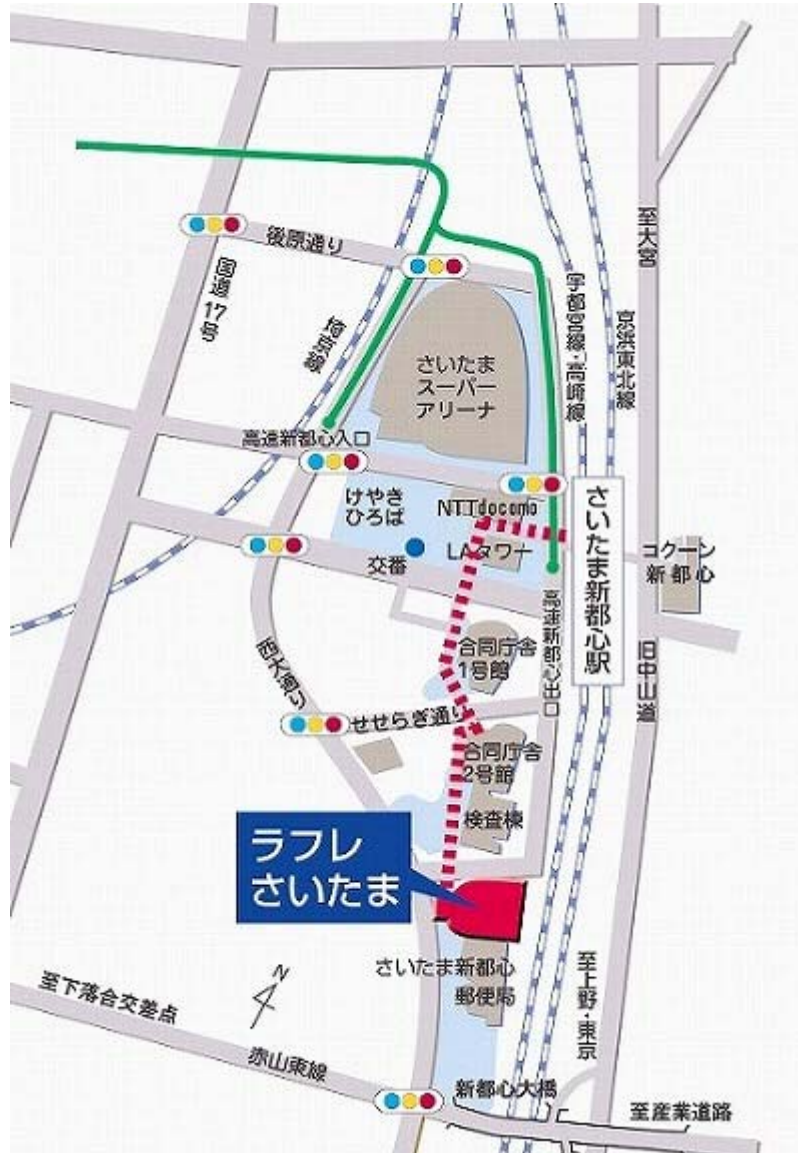 至大宮
後原通り
国道17号
埼京線
宇都宮線・高崎線
京浜東北線
さいたま
スーパー
アリーナ
高速新都心入口
けやき
ひろば
NTTdocomo
さいたま新都心駅
LAタワー
交番
コクーン
新都心
高速新都心出口
合同庁舎
1号館
旧中山道
西大通り
せせらぎ通り
合同庁舎
2号館
検査棟
ラフレ
さいたま
さいたま新都心
郵便局
至上野・東京
N
至下落合交差点
赤山東線
新都心大橋
至産業道路